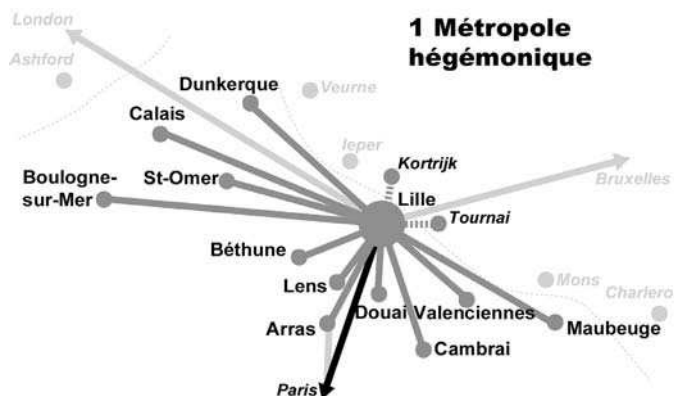 London
1 Métropole
hégémonique
Ashford
Dunkerque
Veurne
Calais
Ieper
Kortrijk
Boulogne-
sur-Mer
St-Omer
Lille
Bruxelles
Tournai
Béthune
Lens
Mons
Charlero
Arras
Douai
Valenciennes
Maubeuge
Cambrai
Paris